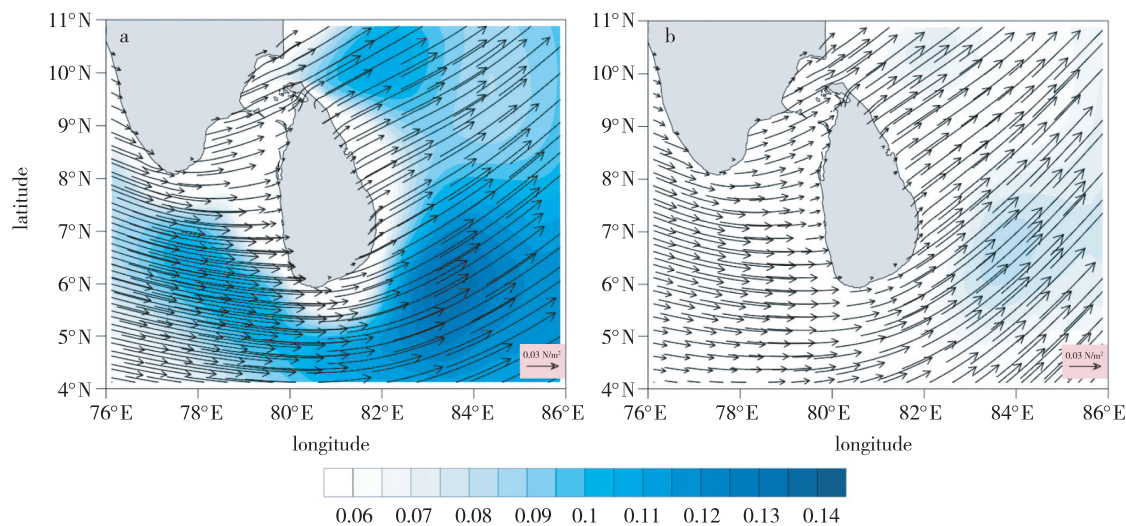 11° N
10° N
9° N
8° N
7° N
6° N
5° N
4° N
latitude
a
0.03 N/m²
76° E
78° E
80° E
82° E
84° E
86° E
longitude
11° N
10° N
9° N
8° N
7° N
6° N
5° N
4° N
b
0.03 N/m²
76° E
78° E
80° E
82° E
84° E
86° E
longitude
0.06 0.07 0.08 0.09 0.1 0.11 0.12 0.13 0.14